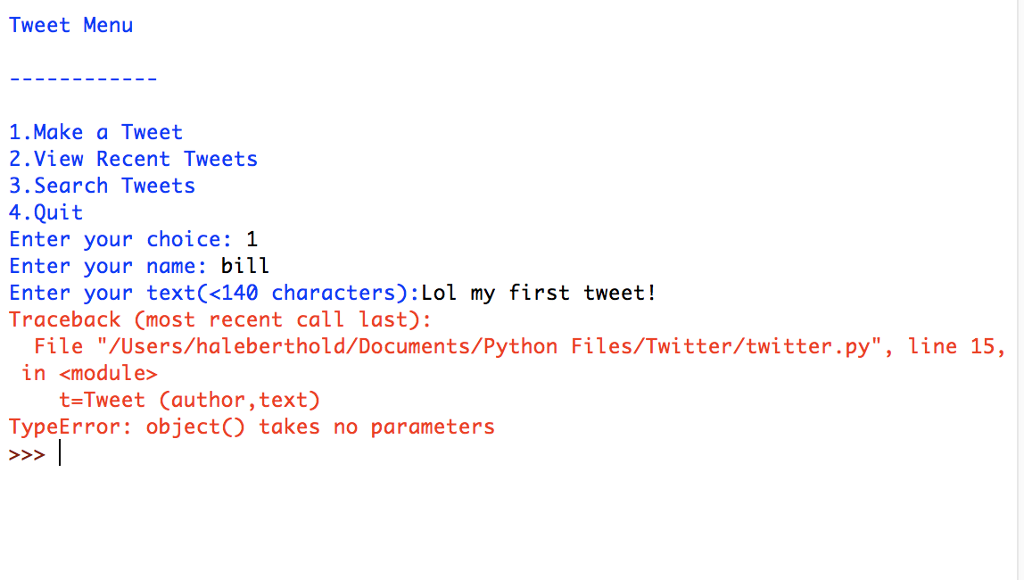 Tweet Menu
------------
1.Make a Tweet
2.View Recent Tweets
3.Search Tweets
4.Quit
Enter your choice: 1
Enter your name: bill
Enter your text(<140 characters):Lol my first tweet!
Traceback (most recent call last):
  File "/Users/haleberthold/Documents/Python Files/Twitter/twitter.py", line 15,
 in <module>
    t=Tweet (author,text)
TypeError: object() takes no parameters
>>>